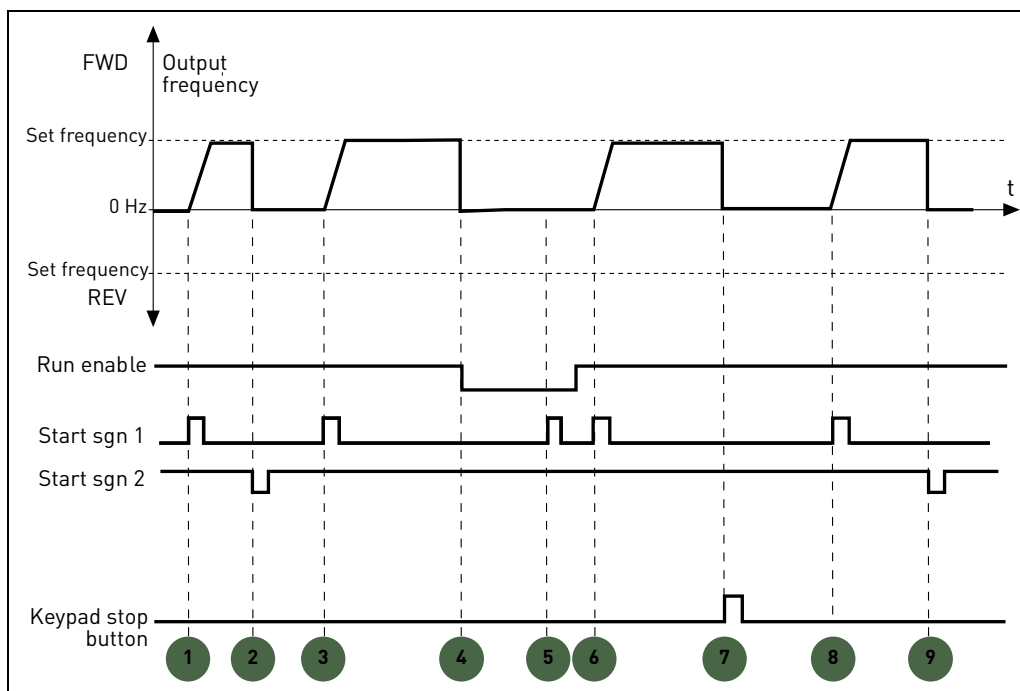 FWD
Output
frequency
Set frequency
t
0 Hz
Set frequency
REV
Run enable
Start sgn 1
Start sgn 2
Keypad stop
button
1 2 3 4 5 6 7 8 9